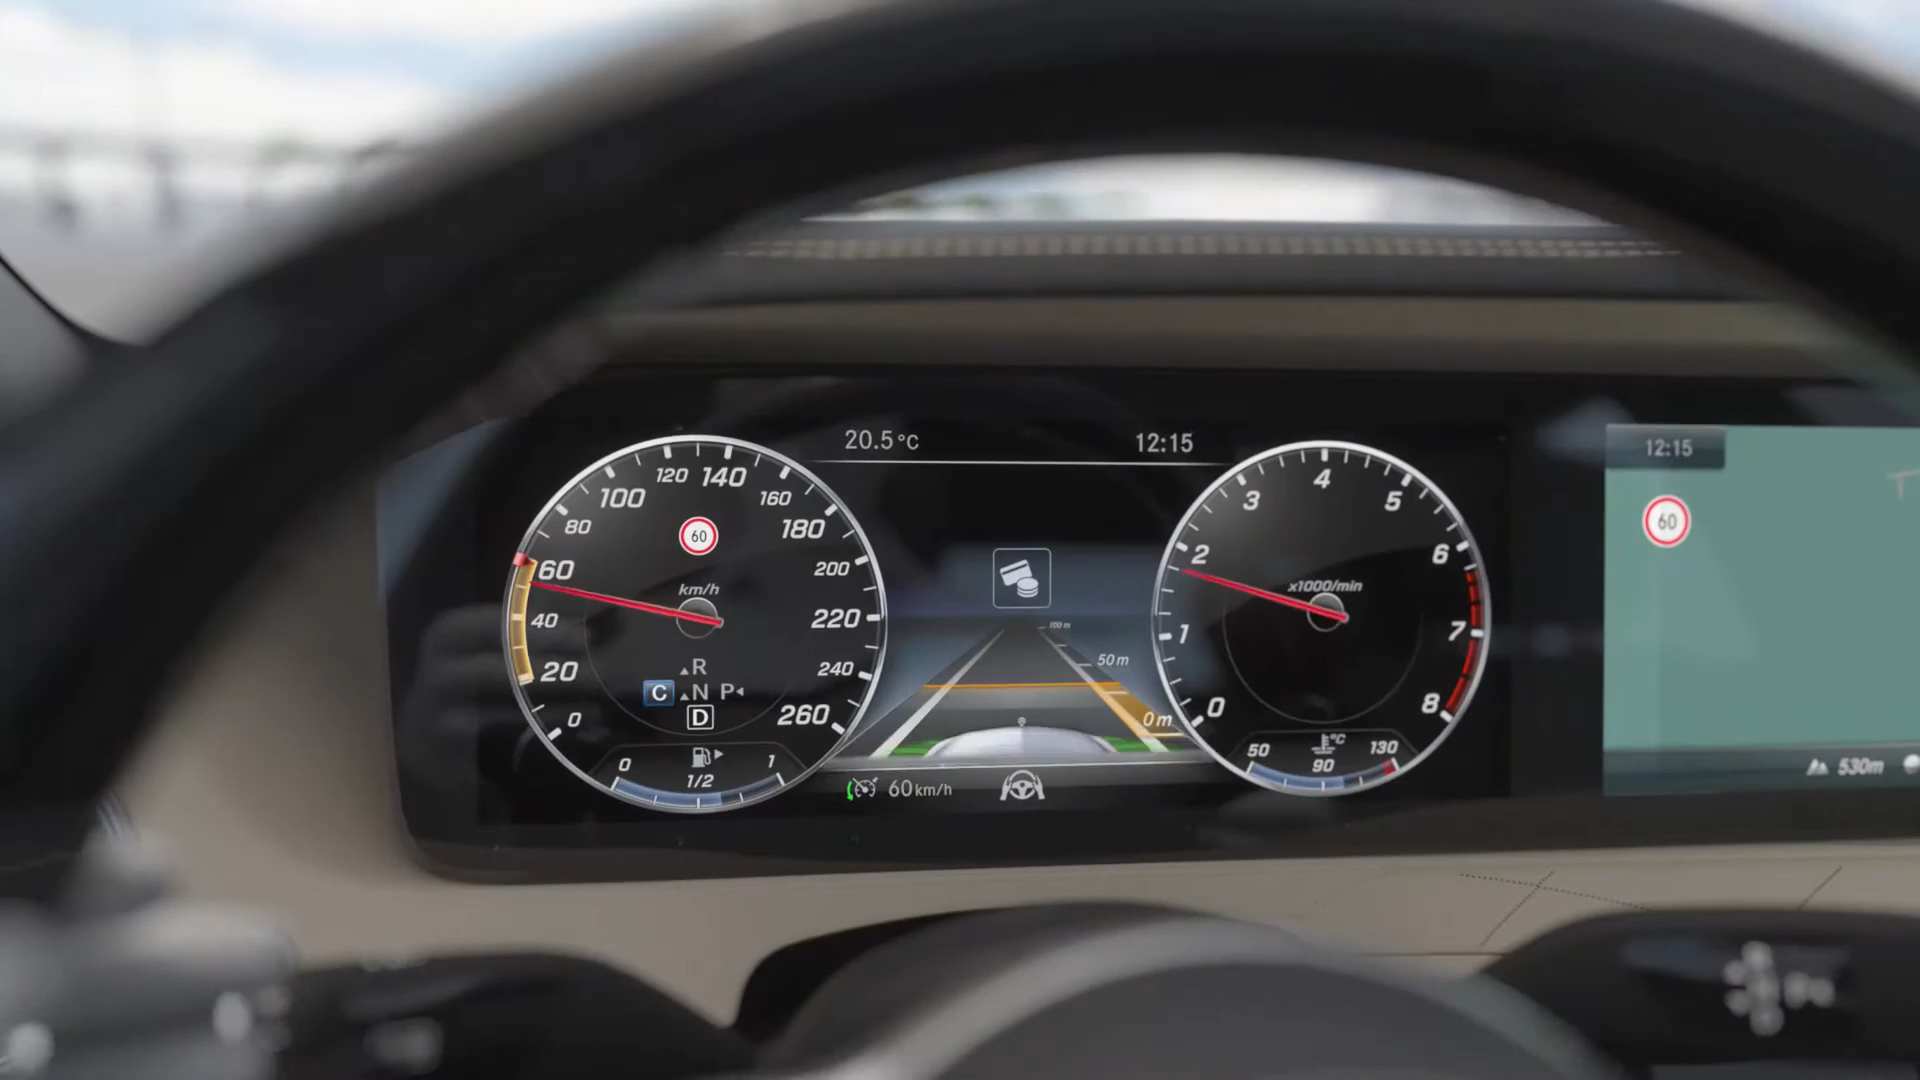 20.5°C
12:15
0
20
40
60
80
100
120
140
160
180
200
220
240
260
60
km/h
R
C
N P
D
0
1/2
1
100 m
50 m
0 m
60 km/h
0
1
2
3
4
5
6
7
8
x1000/min
°C
50
90
130
12:15
60
530m